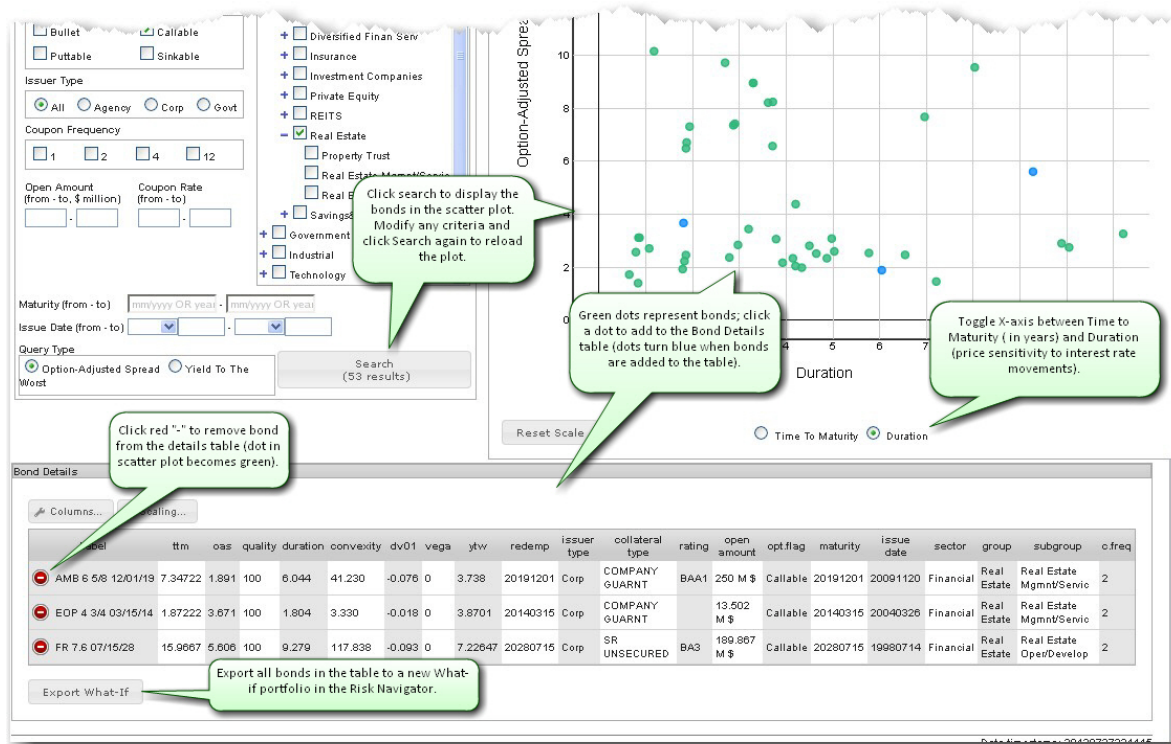 Bullet
Callable
Puttable
Sinkable
Issuer Type
All
Agency
Corp
Govt
Coupon Frequency
1
2
4
12
Open Amount
(from - to, $ million)
-
Coupon Rate
(from - to)
-
+ Diversified Finan Serv
+ Insurance
+ Investment Companies
+ Private Equity
+ REITS
- Real Estate
Property Trust
Real Estate Mgmnt/Servic
Real E
+ Savings&
+ Government
+ Industrial
+ Technology
Click search to display the
bonds in the scatter plot.
Modify any criteria and
click Search again to reload
the plot.
Maturity (from - to)
mm/yyyy OR year
-
mm/yyyy OR year
Issue Date (from - to)
-
Query Type
Option-Adjusted Spread
Yield To The
Worst
Search
(53 results)
Option-Adjusted Sprea
10
8
6
4
2
0
4
5
6
7
Duration
Green dots represent bonds; click
a dot to add to the Bond Details
table (dots turn blue when bonds
are added to the table).
Toggle X-axis between Time to
Maturity ( in years) and Duration
(price sensitivity to interest rate
movements).
Reset Scale
Time To Maturity
Duration
Click red "-" to remove bond
from the details table (dot in
scatter plot becomes green).
Bond Details
Columns...
caling...
label ttm oas quality duration convexity dv01 vega ytw redemp issuer type collateral type rating open amount opt.flag maturity issue date sector group subgroup c.freq
AMB 6 5/8 12/01/19 7.34722 1.891 100 6.044 41.230 -0.076 0 3.738 20191201 Corp COMPANY GUARNT BAA1 250 M $ Callable 20191201 20091120 Financial Real Estate Real Estate Mgmnt/Servic 2
EOP 4 3/4 03/15/14 1.87222 3.671 100 1.804 3.330 -0.018 0 3.8701 20140315 Corp COMPANY GUARNT 13.502 M $ Callable 20140315 20040326 Financial Real Estate Real Estate Mgmnt/Servic 2
FR 7.6 07/15/28 15.9667 5.606 100 9.279 117.838 -0.093 0 7.22647 20280715 Corp SR UNSECURED BA3 189.867 M $ Callable 20280715 19980714 Financial Real Estate Real Estate Oper/Develop 2
Export What-If
Export all bonds in the table to a new What-
if portfolio in the Risk Navigator.